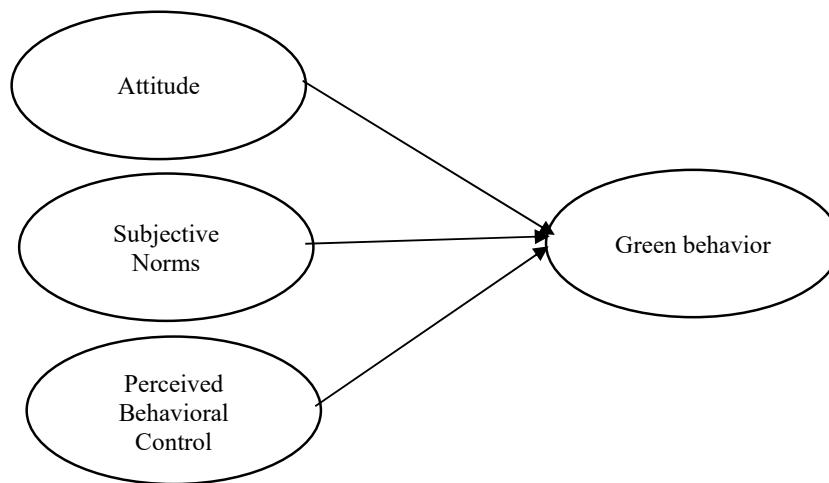 Attitude
Subjective
Norms
Perceived
Behavioral
Control
Green behavior